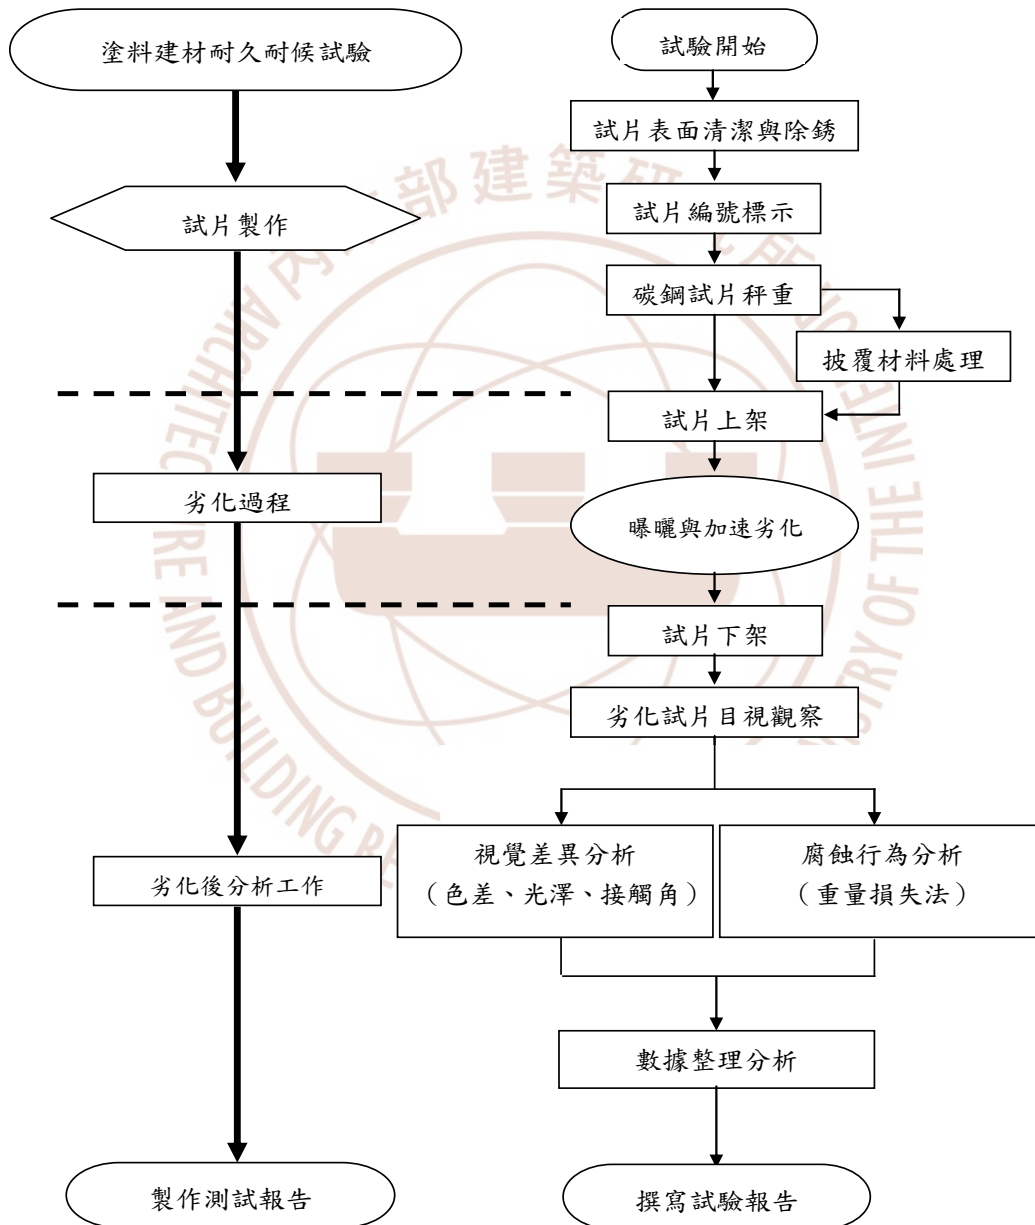 塗料建材耐久耐候試驗
試片製作
劣化過程
劣化後分析工作
製作測試報告
試驗開始
試片表面清潔與除銹
試片編號標示
碳鋼試片秤重
披覆材料處理
試片上架
曝曬與加速劣化
試片下架
劣化試片目視觀察
視覺差異分析
（色差、光澤、接觸角）
腐蝕行為分析
（重量損失法）
數據整理分析
撰寫試驗報告